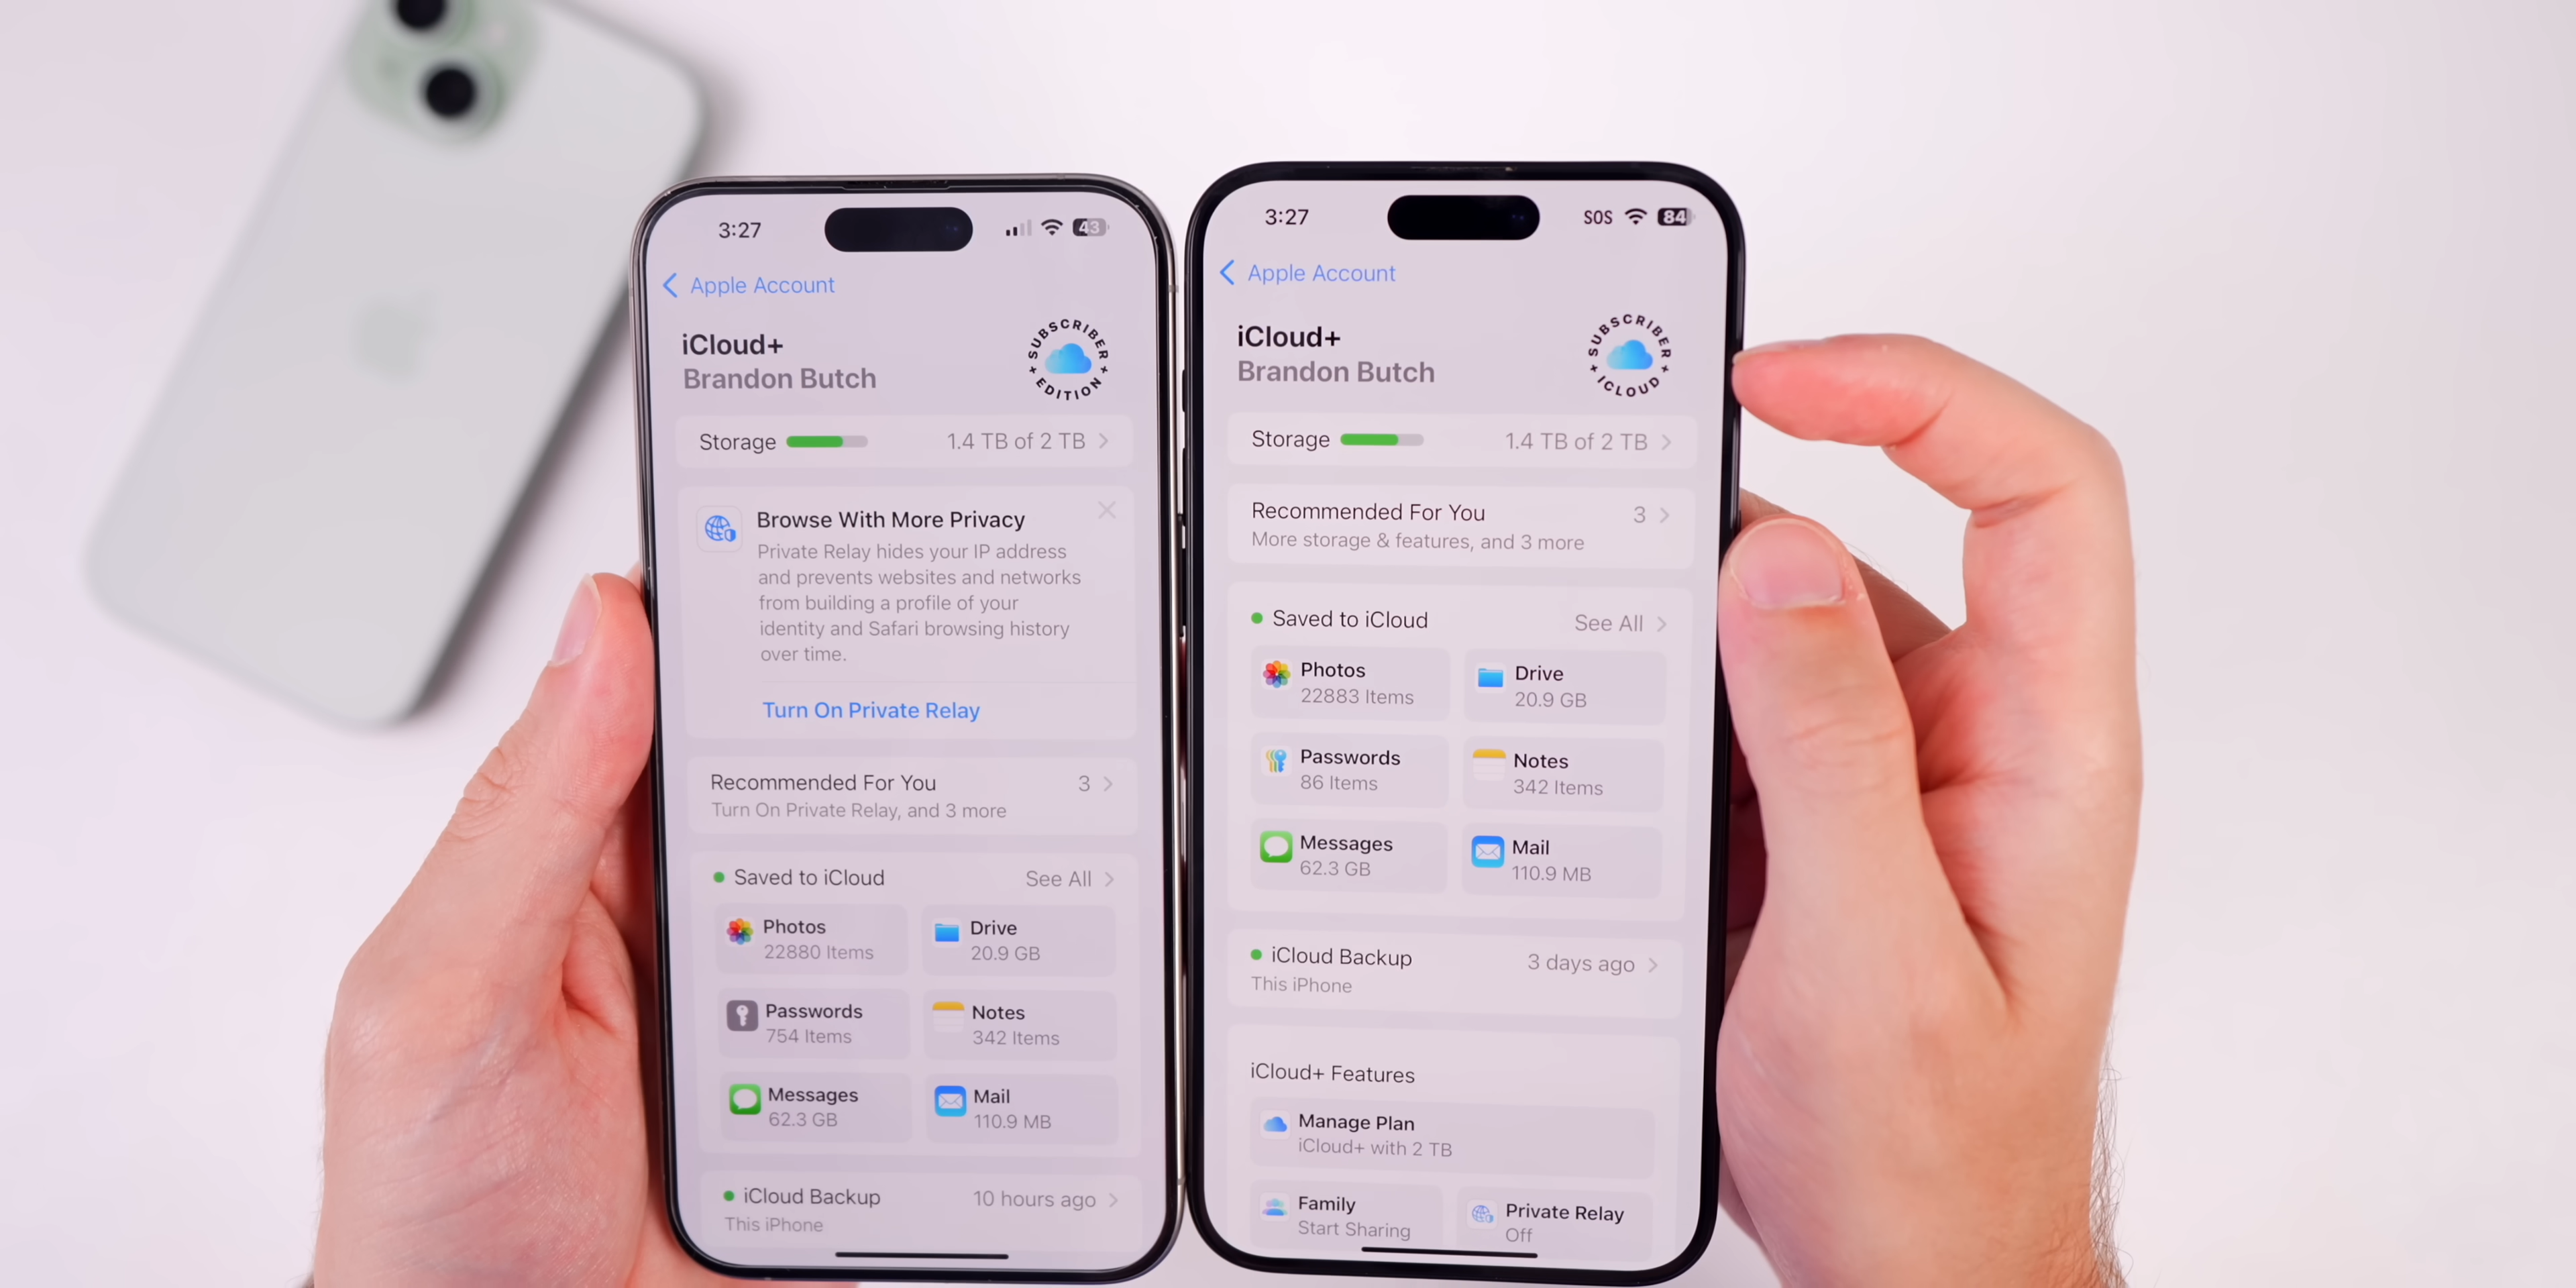 3:27
43
Apple Account
iCloud+
Brandon Butch
SUBSCRIBER + EDITION +
Storage
1.4 TB of 2 TB
Browse With More Privacy
Private Relay hides your IP address
and prevents websites and networks
from building a profile of your
identity and Safari browsing history
over time.
Turn On Private Relay
Recommended For You
3
Turn On Private Relay, and 3 more
Saved to iCloud
See All
Photos
22880 Items
Drive
20.9 GB
Passwords
754 Items
Notes
342 Items
Messages
62.3 GB
Mail
110.9 MB
iCloud Backup
10 hours ago
This iPhone
3:27
SOS
84
Apple Account
iCloud+
Brandon Butch
SUBSCRIBER + ICLOUD +
Storage
1.4 TB of 2 TB
Recommended For You
3
More storage & features, and 3 more
Saved to iCloud
See All
Photos
22883 Items
Drive
20.9 GB
Passwords
86 Items
Notes
342 Items
Messages
62.3 GB
Mail
110.9 MB
iCloud Backup
3 days ago
This iPhone
iCloud+ Features
Manage Plan
iCloud+ with 2 TB
Family
Start Sharing
Private Relay
Off